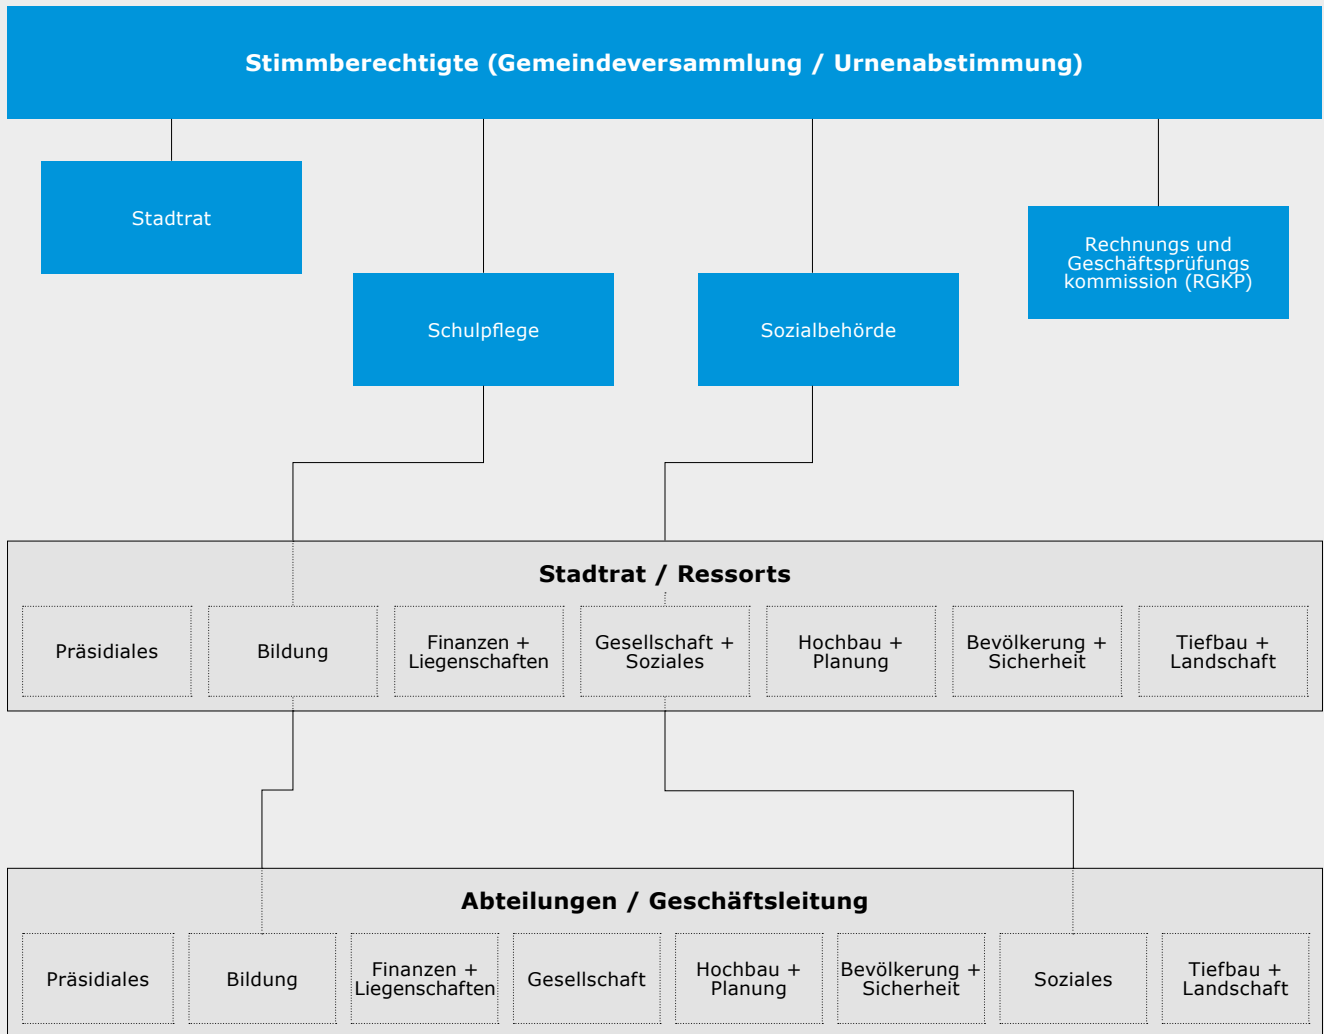 Stimmberechtigte (Gemeindeversammlung / Urnenabstimmung)
Stadtrat
Rechnungs und
Geschäftsprüfungs
kommission (RGKP)
Schulpflege
Sozialbehörde
Stadtrat / Ressorts
Präsidiales
Bildung
Finanzen +
Liegenschaften
Gesellschaft +
Soziales
Hochbau +
Planung
Bevölkerung +
Sicherheit
Tiefbau +
Landschaft
Abteilungen / Geschäftsleitung
Präsidiales
Bildung
Finanzen +
Liegenschaften
Gesellschaft
Hochbau +
Planung
Bevölkerung +
Sicherheit
Soziales
Tiefbau +
Landschaft